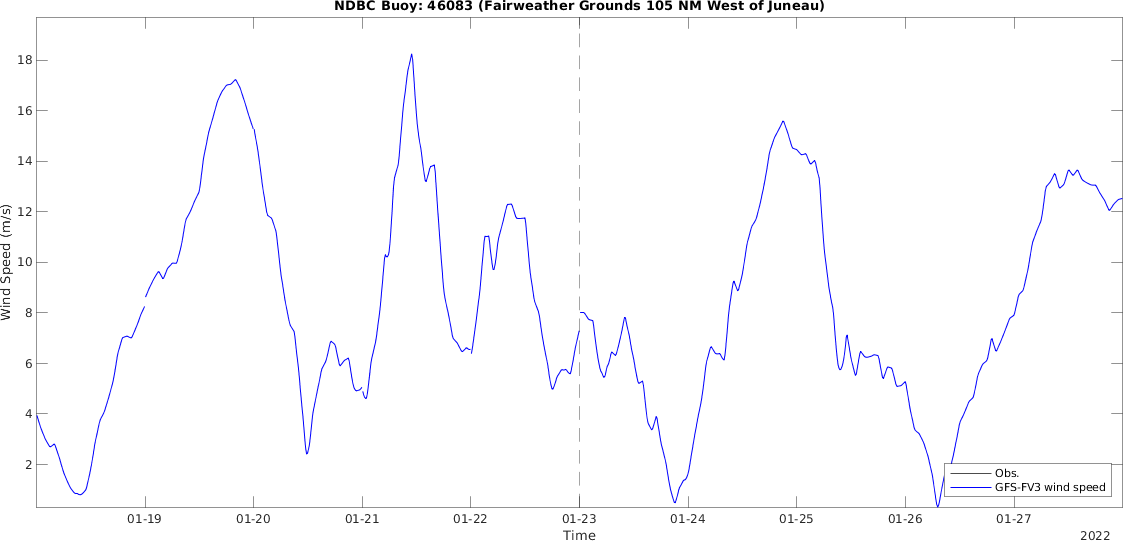 NDBC Buoy: 46083 (Fairweather Grounds 105 NM West of Juneau)
18
16
14
12
10
8
6
4
2
Wind Speed (m/s)
Obs.
GFS-FV3 wind speed
01-19 01-20 01-21 01-22 01-23 01-24 01-25 01-26 01-27
Time
2022